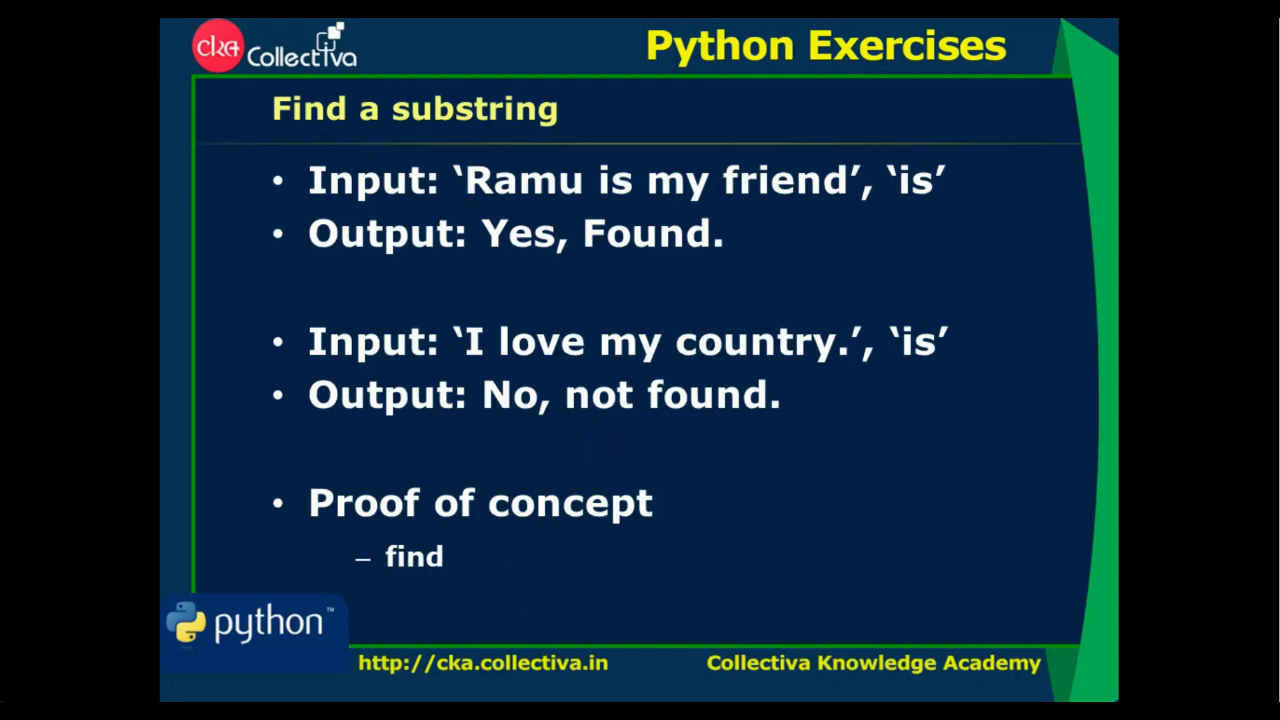 cka Collectiva
Python Exercises
Find a substring
• Input: ‘Ramu is my friend’, ‘is’
• Output: Yes, Found.
• Input: ‘I love my country.’, ‘is’
• Output: No, not found.
• Proof of concept
– find
python™
http://cka.collectiva.in
Collectiva Knowledge Academy